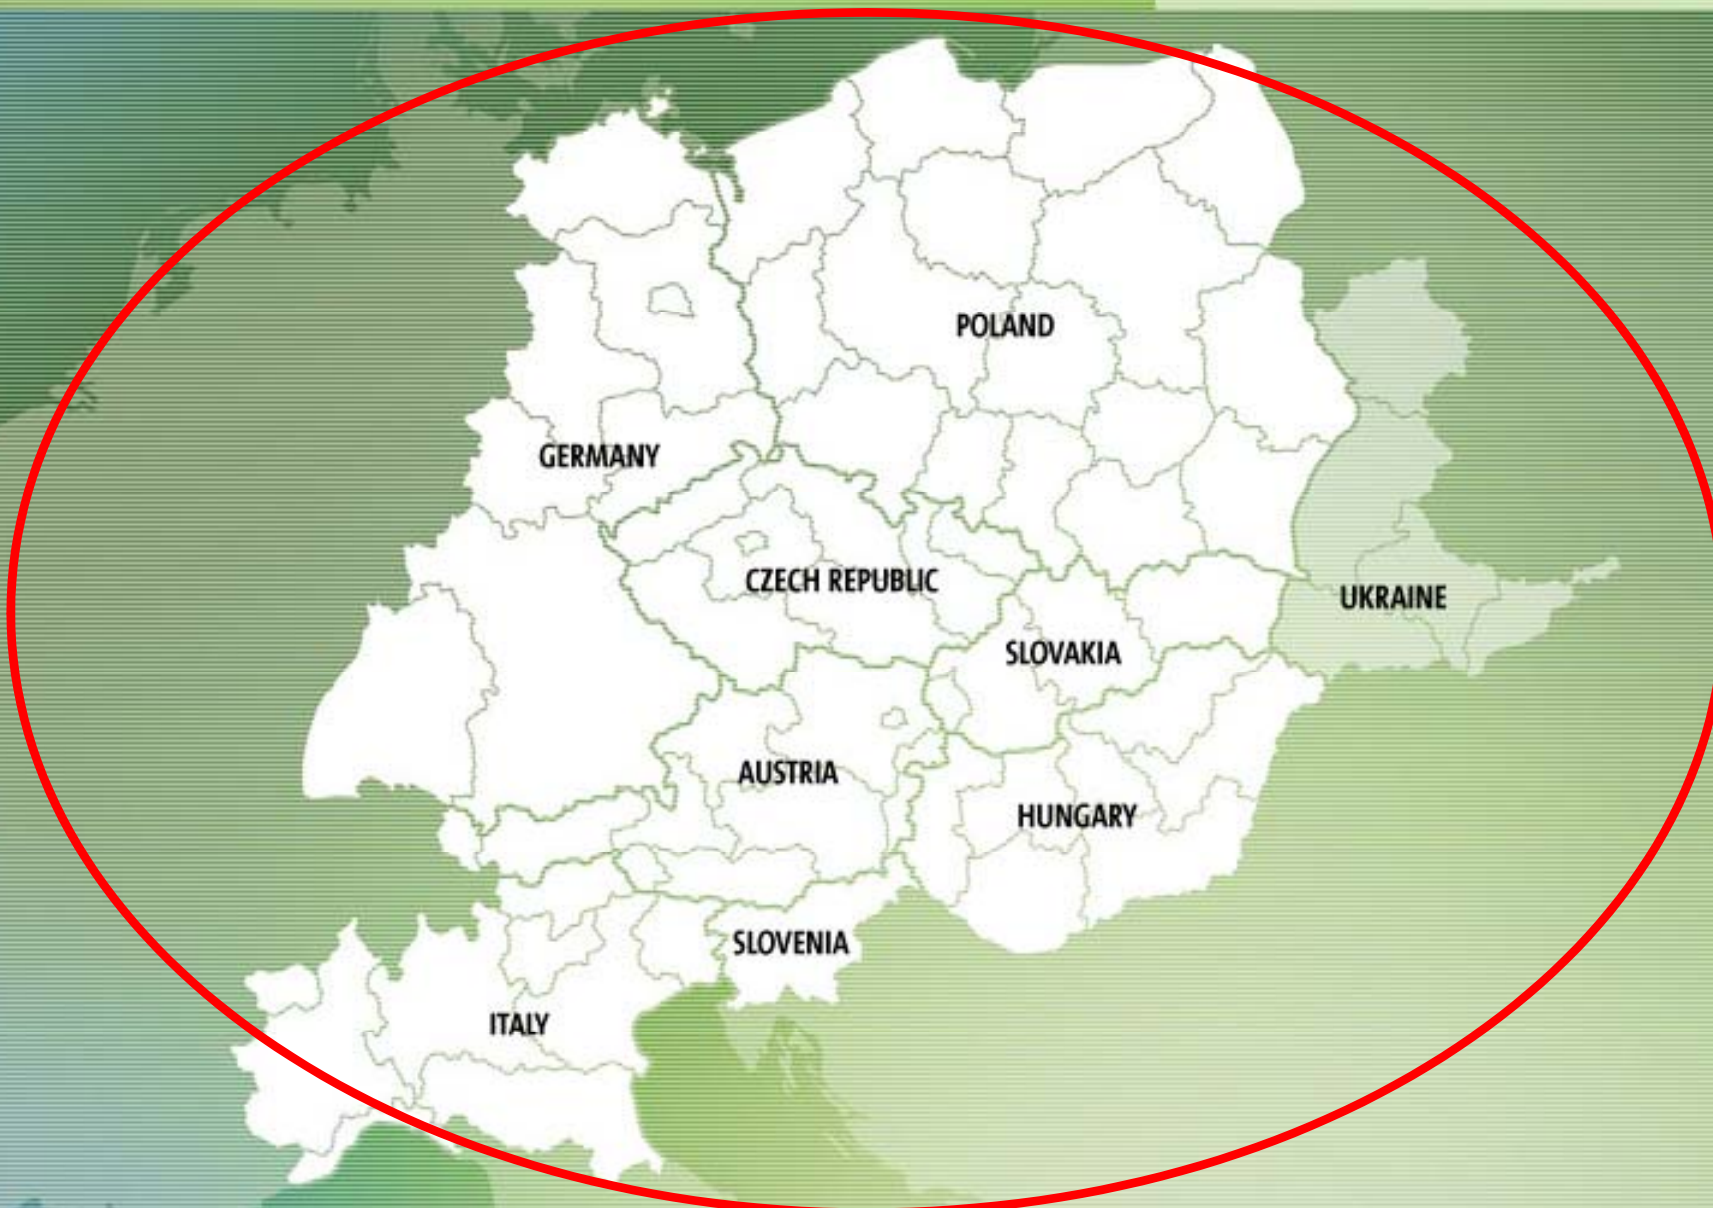 POLAND
GERMANY
CZECH REPUBLIC
UKRAINE
SLOVAKIA
AUSTRIA
HUNGARY
SLOVENIA
ITALY